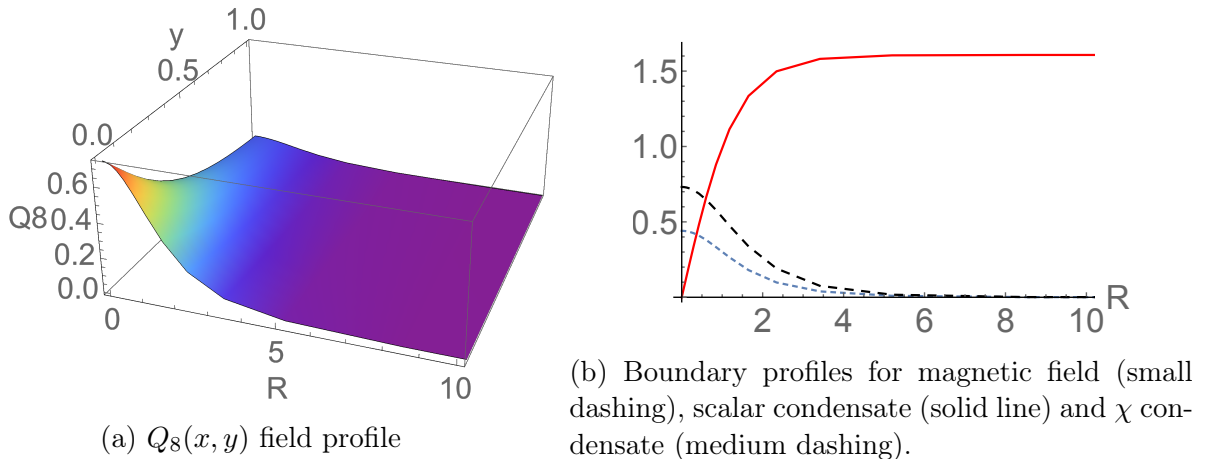 1.0
y
0.5
0.0
0.6
Q8 0.4
0.2
0.0
0
5
10
R
(a) Q₈(x, y) field profile
1.5
1.0
0.5
2 4 6 8 10
R
(b) Boundary profiles for magnetic field (small
dashing), scalar condensate (solid line) and χ con-
densate (medium dashing).